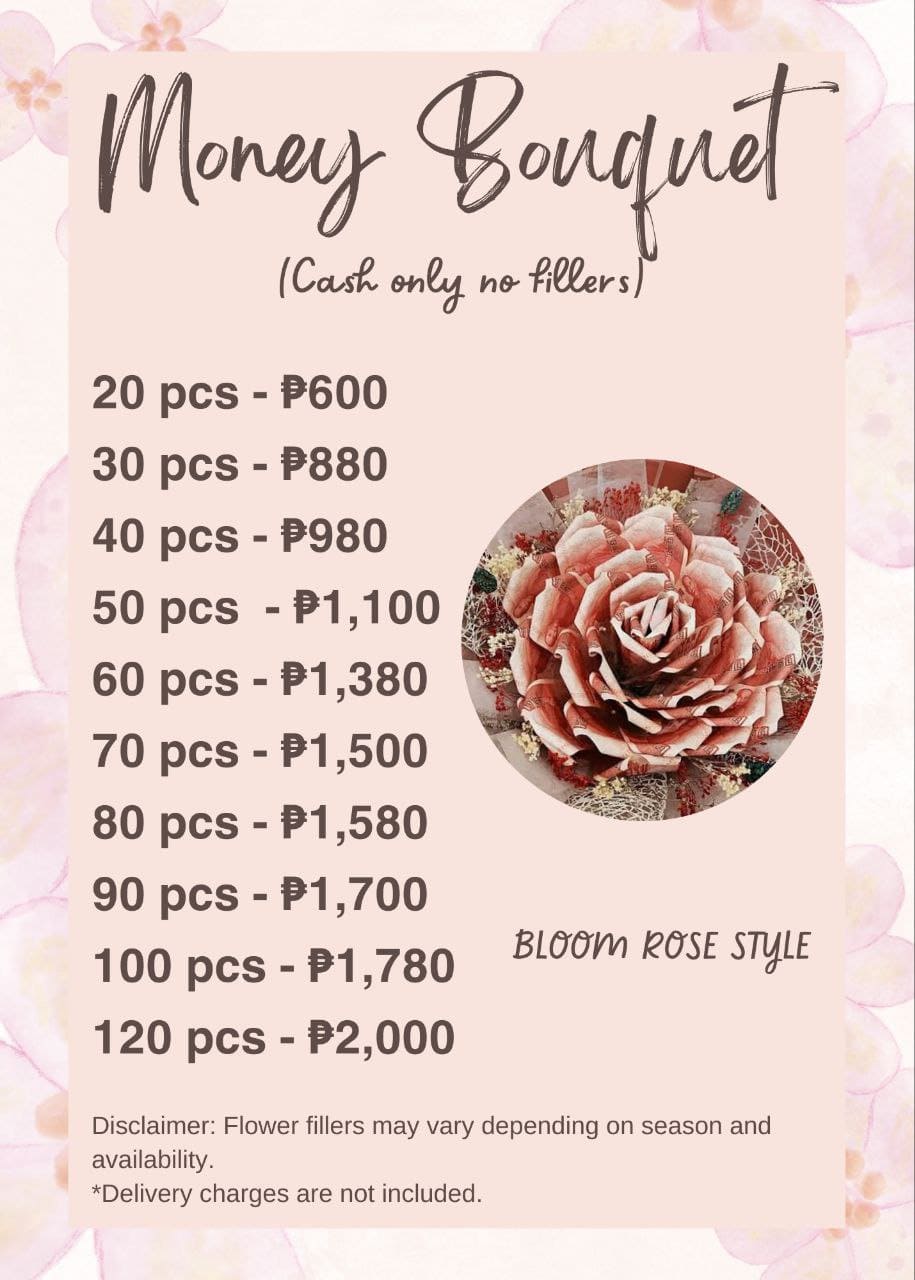 Money Bouquet
(Cash only no fillers)
20 pcs - ₱600
30 pcs - ₱880
40 pcs - ₱980
50 pcs  - ₱1,100
60 pcs - ₱1,380
70 pcs - ₱1,500
80 pcs - ₱1,580
90 pcs - ₱1,700
100 pcs - ₱1,780
120 pcs - ₱2,000
BLOOM ROSE STYLE
Disclaimer: Flower fillers may vary depending on season and
availability.
*Delivery charges are not included.